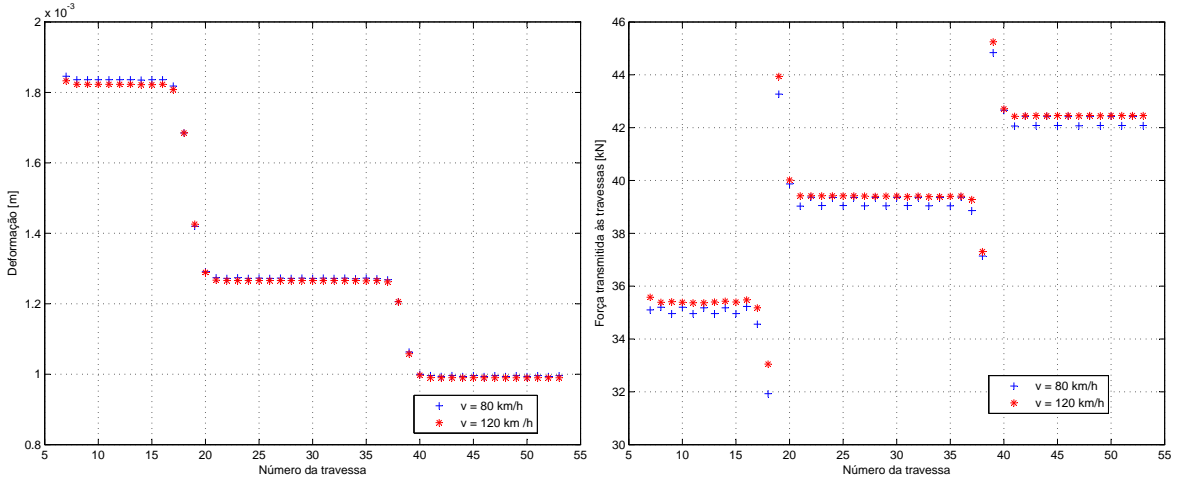 x 10⁻³
2
1.8
1.6
1.4
1.2
1
0.8
Deformação [m]
5 10 15 20 25 30 35 40 45 50 55
Número da travessa
v = 80 km/h
v = 120 km /h
46
44
42
40
38
36
34
32
30
Força transmitida às travessas [kN]
5 10 15 20 25 30 35 40 45 50 55
Número da travessa
v = 80 km/h
v = 120 km/h